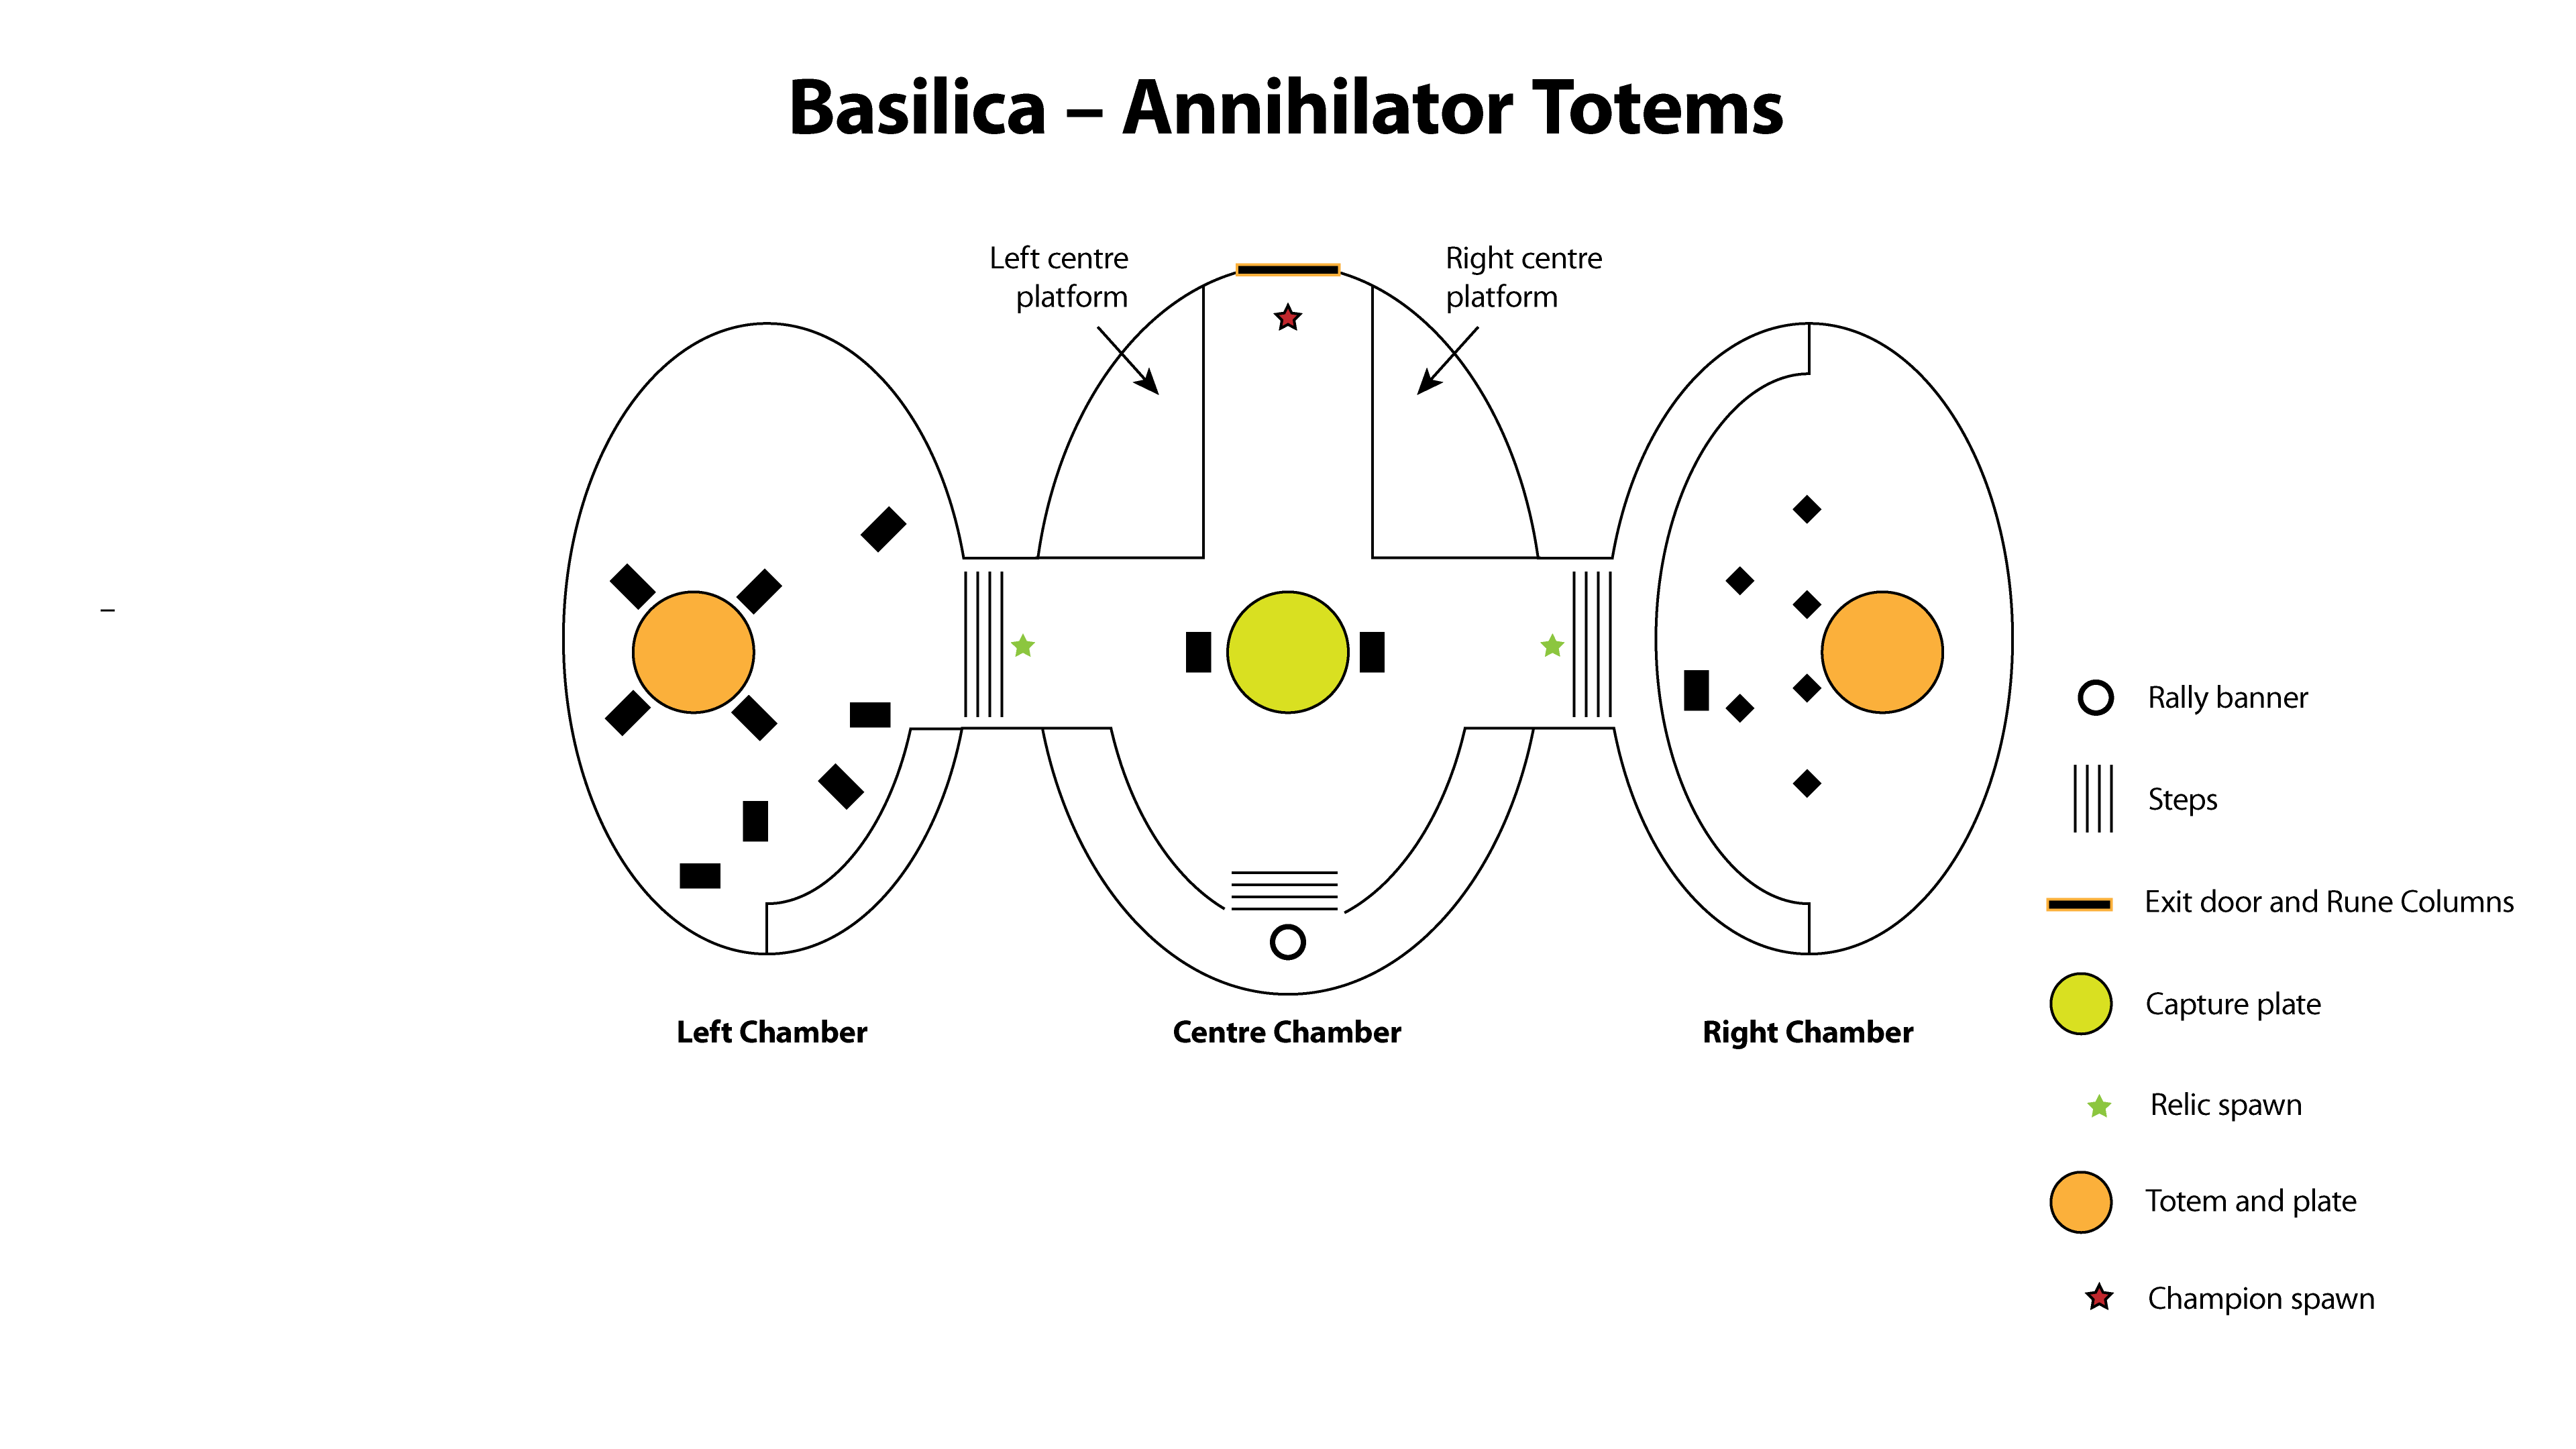 Basilica – Annihilator Totems
Left centre
platform
Right centre
platform
–
Rally banner
Steps
Exit door and Rune Columns
Capture plate
Relic spawn
Totem and plate
Champion spawn
Left Chamber
Centre Chamber
Right Chamber